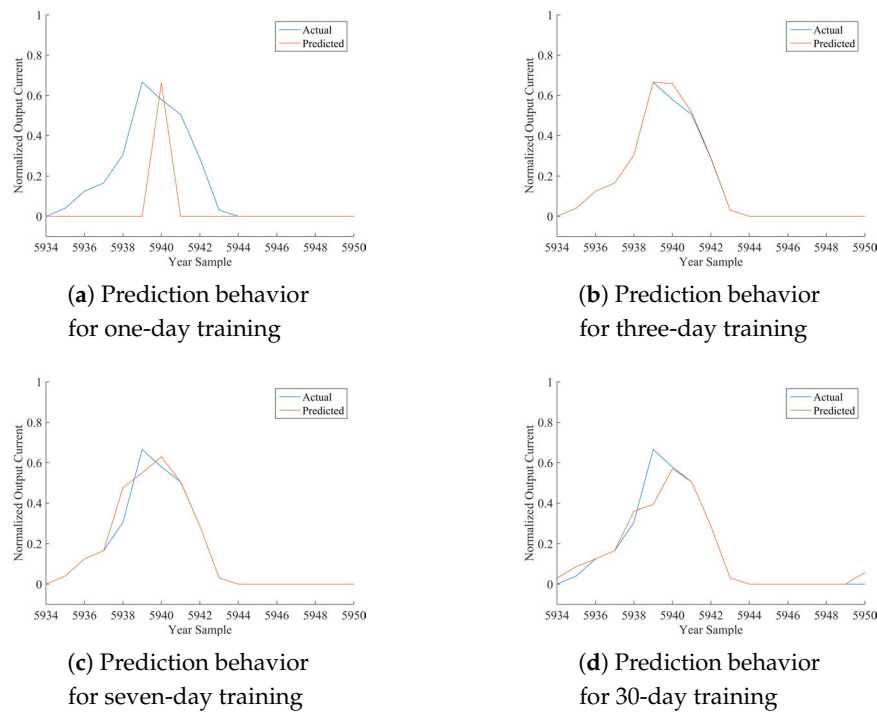 1
Actual
Predicted
0.8
0.6
0.4
0.2
0
Normalized Output Current
5934 5936 5938 5940 5942 5944 5946 5948 5950
Year Sample
(a) Prediction behavior
for one-day training
1
Actual
Predicted
0.8
0.6
0.4
0.2
0
Normalized Output Current
5934 5936 5938 5940 5942 5944 5946 5948 5950
Year Sample
(b) Prediction behavior
for three-day training
1
Actual
Predicted
0.8
0.6
0.4
0.2
0
Normalized Output Current
5934 5936 5938 5940 5942 5944 5946 5948 5950
Year Sample
(c) Prediction behavior
for seven-day training
1
Actual
Predicted
0.8
0.6
0.4
0.2
0
Normalized Output Current
5934 5936 5938 5940 5942 5944 5946 5948 5950
Year Sample
(d) Prediction behavior
for 30-day training